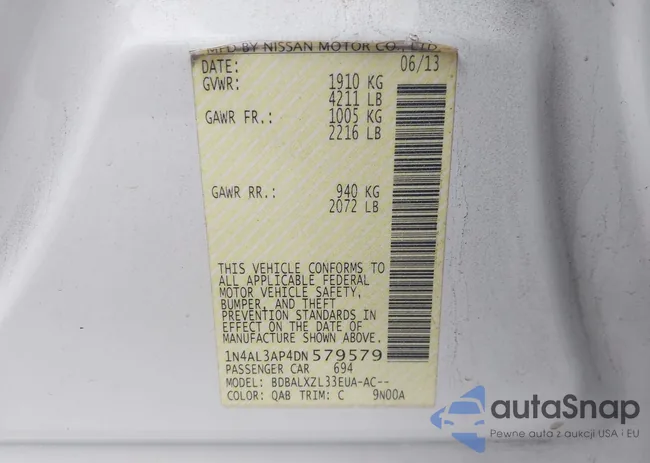 MFD BY NISSAN MOTOR CO., LTD.
DATE: 06/13
GVWR: 1910 KG
4211 LB
GAWR FR.: 1005 KG
2216 LB
GAWR RR.: 940 KG
2072 LB
THIS VEHICLE CONFORMS TO
ALL APPLICABLE FEDERAL
MOTOR VEHICLE SAFETY,
BUMPER, AND THEFT
PREVENTION STANDARDS IN
EFFECT ON THE DATE OF
MANUFACTURE SHOWN ABOVE.
1N4AL3AP4DN 579579
PASSENGER CAR 694
MODEL: BDBALXZL33EUA-AC--
COLOR: QAB TRIM: C 9N00A
autoSnap
Pewne auta z aukcji USA i EU